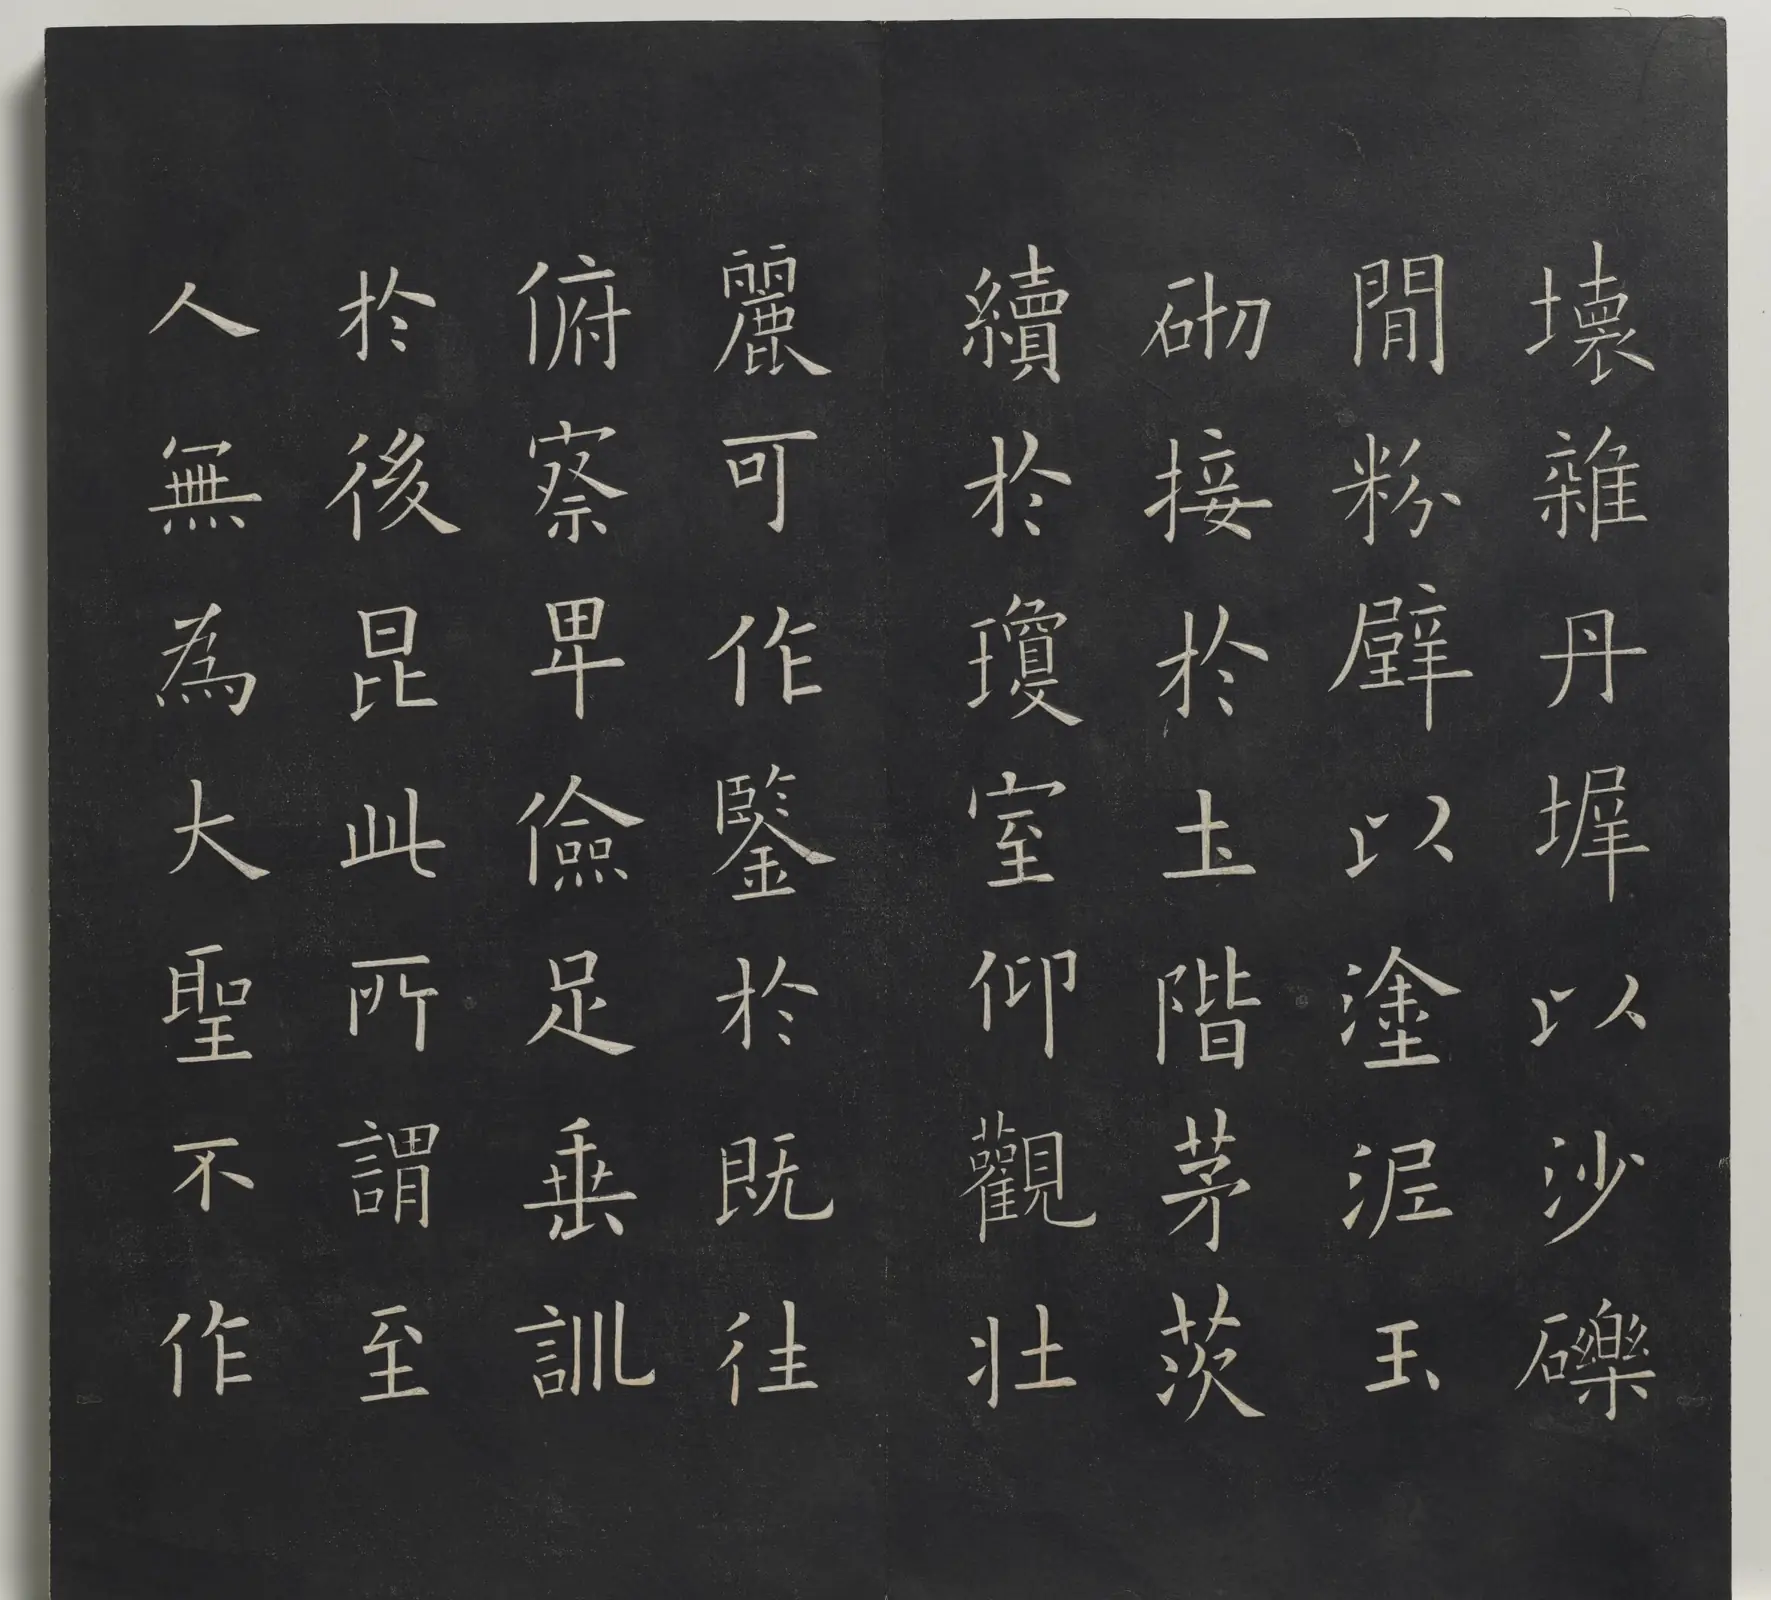 壞雜丹墀以沙礫
閒粉壁以塗泥玉
砌接於土階茅茨
續於瓊室仰觀壯
麗可作鑒於既往
俯察卑儉足垂訓
於後昆此所謂至
人無為大聖不作